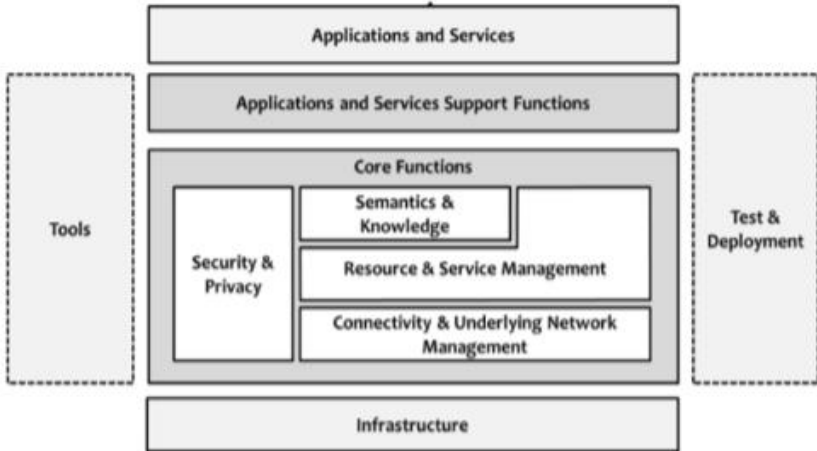 Applications and Services
Applications and Services Support Functions
Core Functions
Semantics &
Knowledge
Tools
Security &
Privacy
Resource & Service Management
Test &
Deployment
Connectivity & Underlying Network
Management
Infrastructure